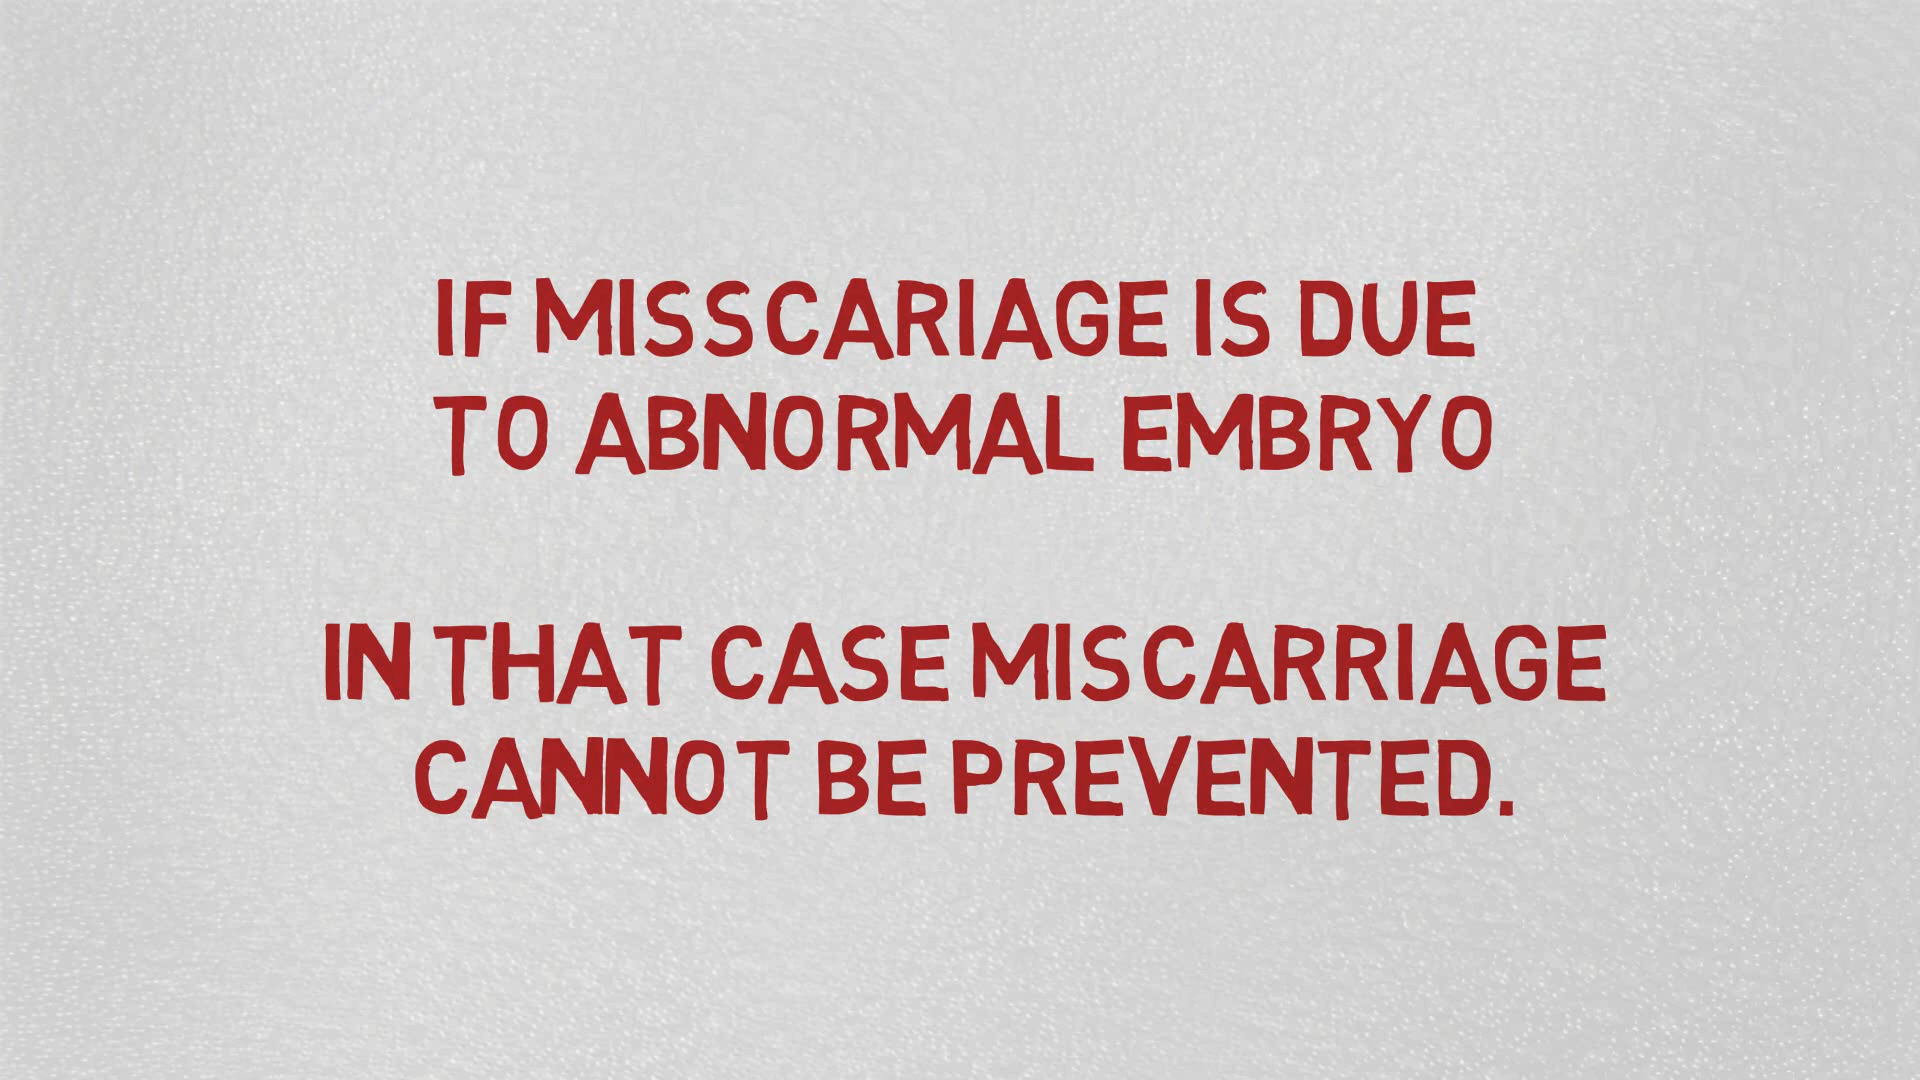 IF MISSCARIAGE IS DUE
TO ABNORMAL EMBRYO
IN THAT CASE MISCARRIAGE
CANNOT BE PREVENTED.